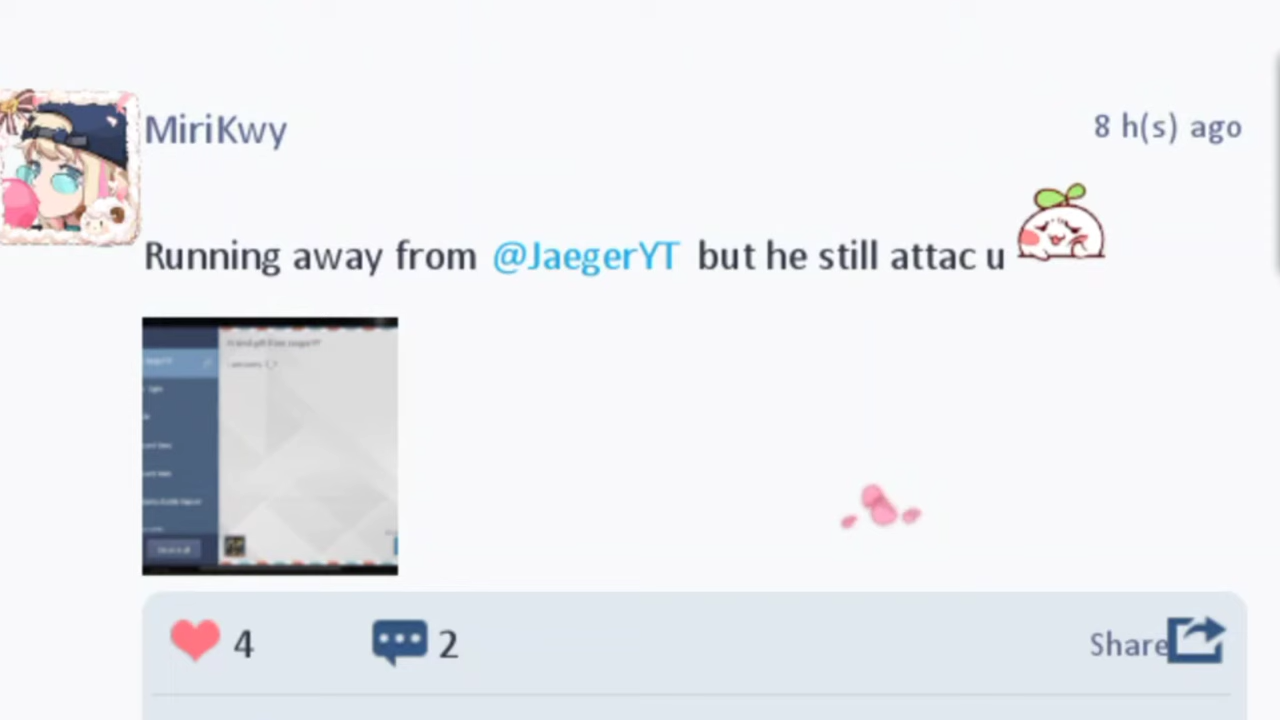 MiriKwy
8 h(s) ago
Running away from @JaegerYT but he still attac u
4
2
Share